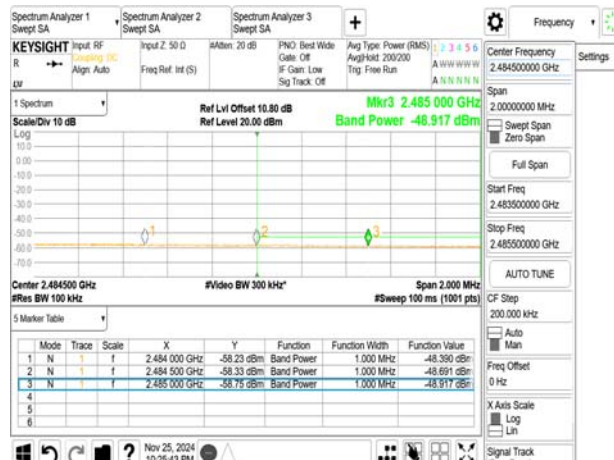 Spectrum Analyzer 1
Swept SA
Spectrum Analyzer 2
Swept SA
Spectrum Analyzer 3
Swept SA
Frequency
KEYSIGHT
R
Input: RF
Coupling: DC
Align: Auto
Input Z: 50 Ω
Freq Ref: Int (S)
#Atten: 20 dB
PNO: Best Wide
Gate: Off
IF Gain: Low
Sig Track: Off
Avg Type: Power (RMS)
Avg|Hold: 200/200
Trig: Free Run
1 2 3 4 5 6
A W W W W W
A N N N N N
Settings
1 Spectrum
Scale/Div 10 dB
Ref Lvl Offset 10.80 dB
Ref Level 20.00 dBm
Mkr3 2.485 000 GHz
Band Power -48.917 dBm
Log
10.0
0.00
-10.0
-20.0
-30.0
-40.0
-50.0
-60.0
-70.0
1
2
3
Center 2.484500 GHz
#Res BW 100 kHz
#Video BW 300 kHz*
Span 2.000 MHz
#Sweep 100 ms (1001 pts)
5 Marker Table
Mode Trace Scale X Y Function Function Width Function Value
1 N 1 f 2.484 000 GHz -58.23 dBm Band Power 1.000 MHz -48.390 dBm
2 N 1 f 2.484 500 GHz -58.33 dBm Band Power 1.000 MHz -48.691 dBm
3 N 1 f 2.485 000 GHz -58.75 dBm Band Power 1.000 MHz -48.917 dBm
4
5
6
Nov 25, 2024
10:25:43 PM
Center Frequency
2.484500000 GHz
Span
2.00000000 MHz
Swept Span
Zero Span
Full Span
Start Freq
2.483500000 GHz
Stop Freq
2.485500000 GHz
AUTO TUNE
CF Step
200.000 kHz
Auto
Man
Freq Offset
0 Hz
X Axis Scale
Log
Lin
Signal Track